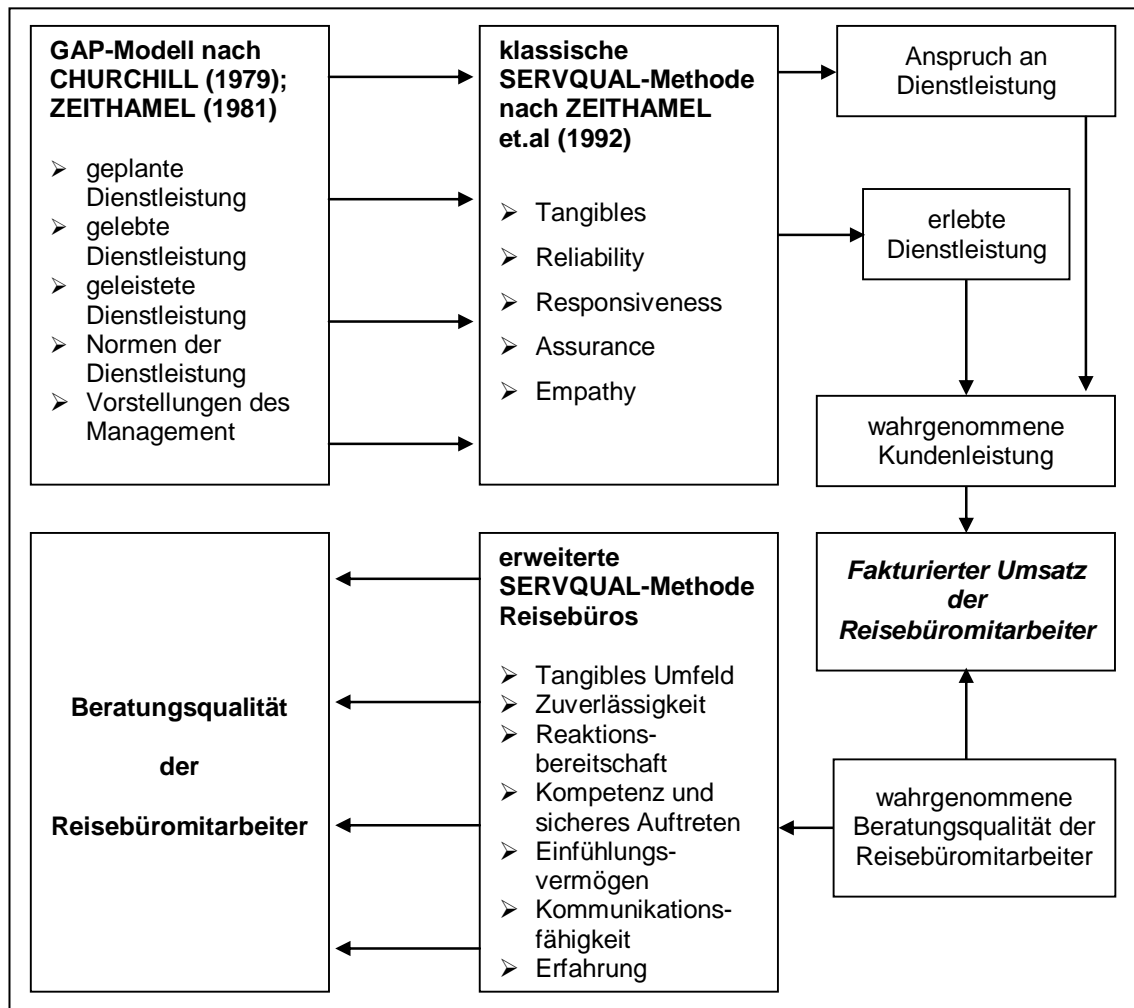 GAP-Modell nach
CHURCHILL (1979);
ZEITHAMEL (1981)
➢ geplante
Dienstleistung
➢ gelebte
Dienstleistung
➢ geleistete
Dienstleistung
➢ Normen der
Dienstleistung
➢ Vorstellungen des
Management
klassische
SERVQUAL-Methode
nach ZEITHAMEL
et.al (1992)
➢ Tangibles
➢ Reliability
➢ Responsiveness
➢ Assurance
➢ Empathy
Anspruch an
Dienstleistung
erlebte
Dienstleistung
wahrgenommene
Kundenleistung
Fakturierter Umsatz
der
Reisebüromitarbeiter
wahrgenommene
Beratungsqualität der
Reisebüromitarbeiter
erweiterte
SERVQUAL-Methode
Reisebüros
➢ Tangibles Umfeld
➢ Zuverlässigkeit
➢ Reaktions-
bereitschaft
➢ Kompetenz und
sicheres Auftreten
➢ Einfühlungs-
vermögen
➢ Kommunikations-
fähigkeit
➢ Erfahrung
Beratungsqualität
der
Reisebüromitarbeiter